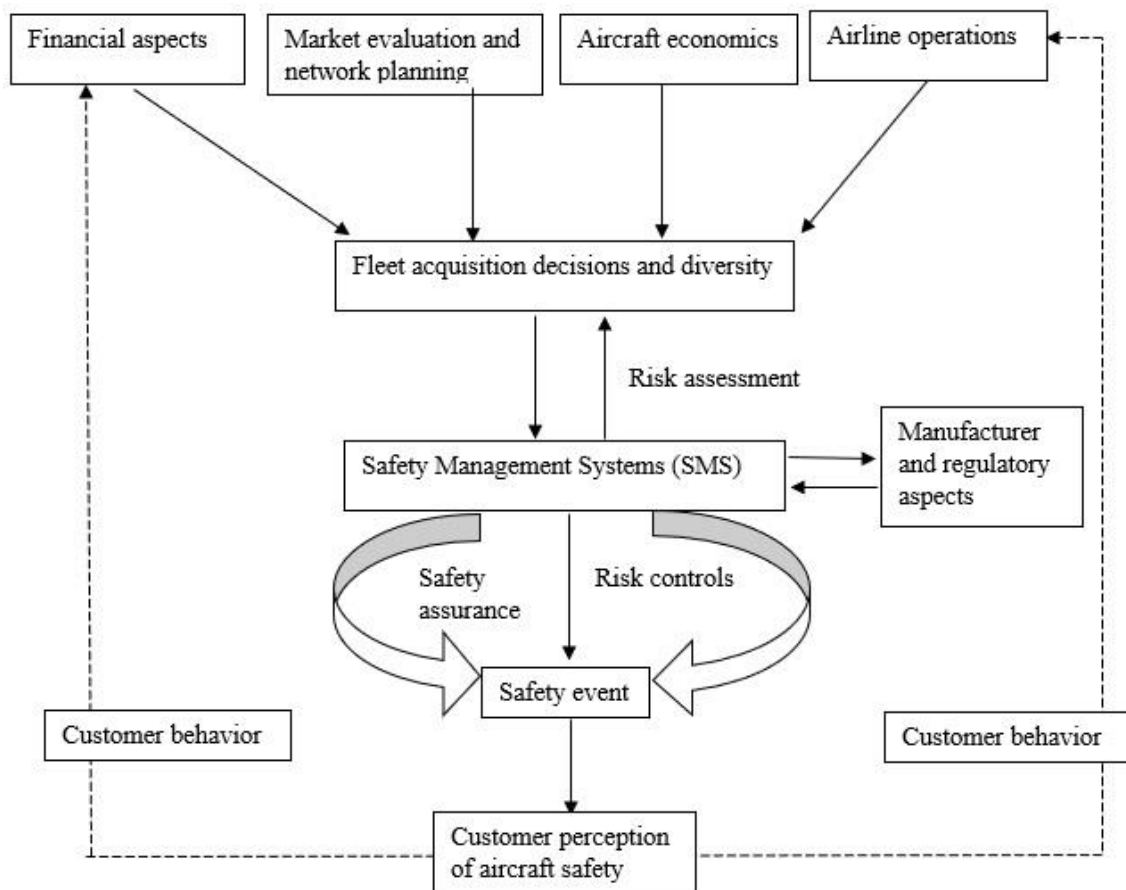 Financial aspects
Market evaluation and
network planning
Aircraft economics
Airline operations
Fleet acquisition decisions and diversity
Risk assessment
Safety Management Systems (SMS)
Manufacturer
and regulatory
aspects
Safety
assurance
Risk controls
Safety event
Customer behavior
Customer behavior
Customer perception
of aircraft safety